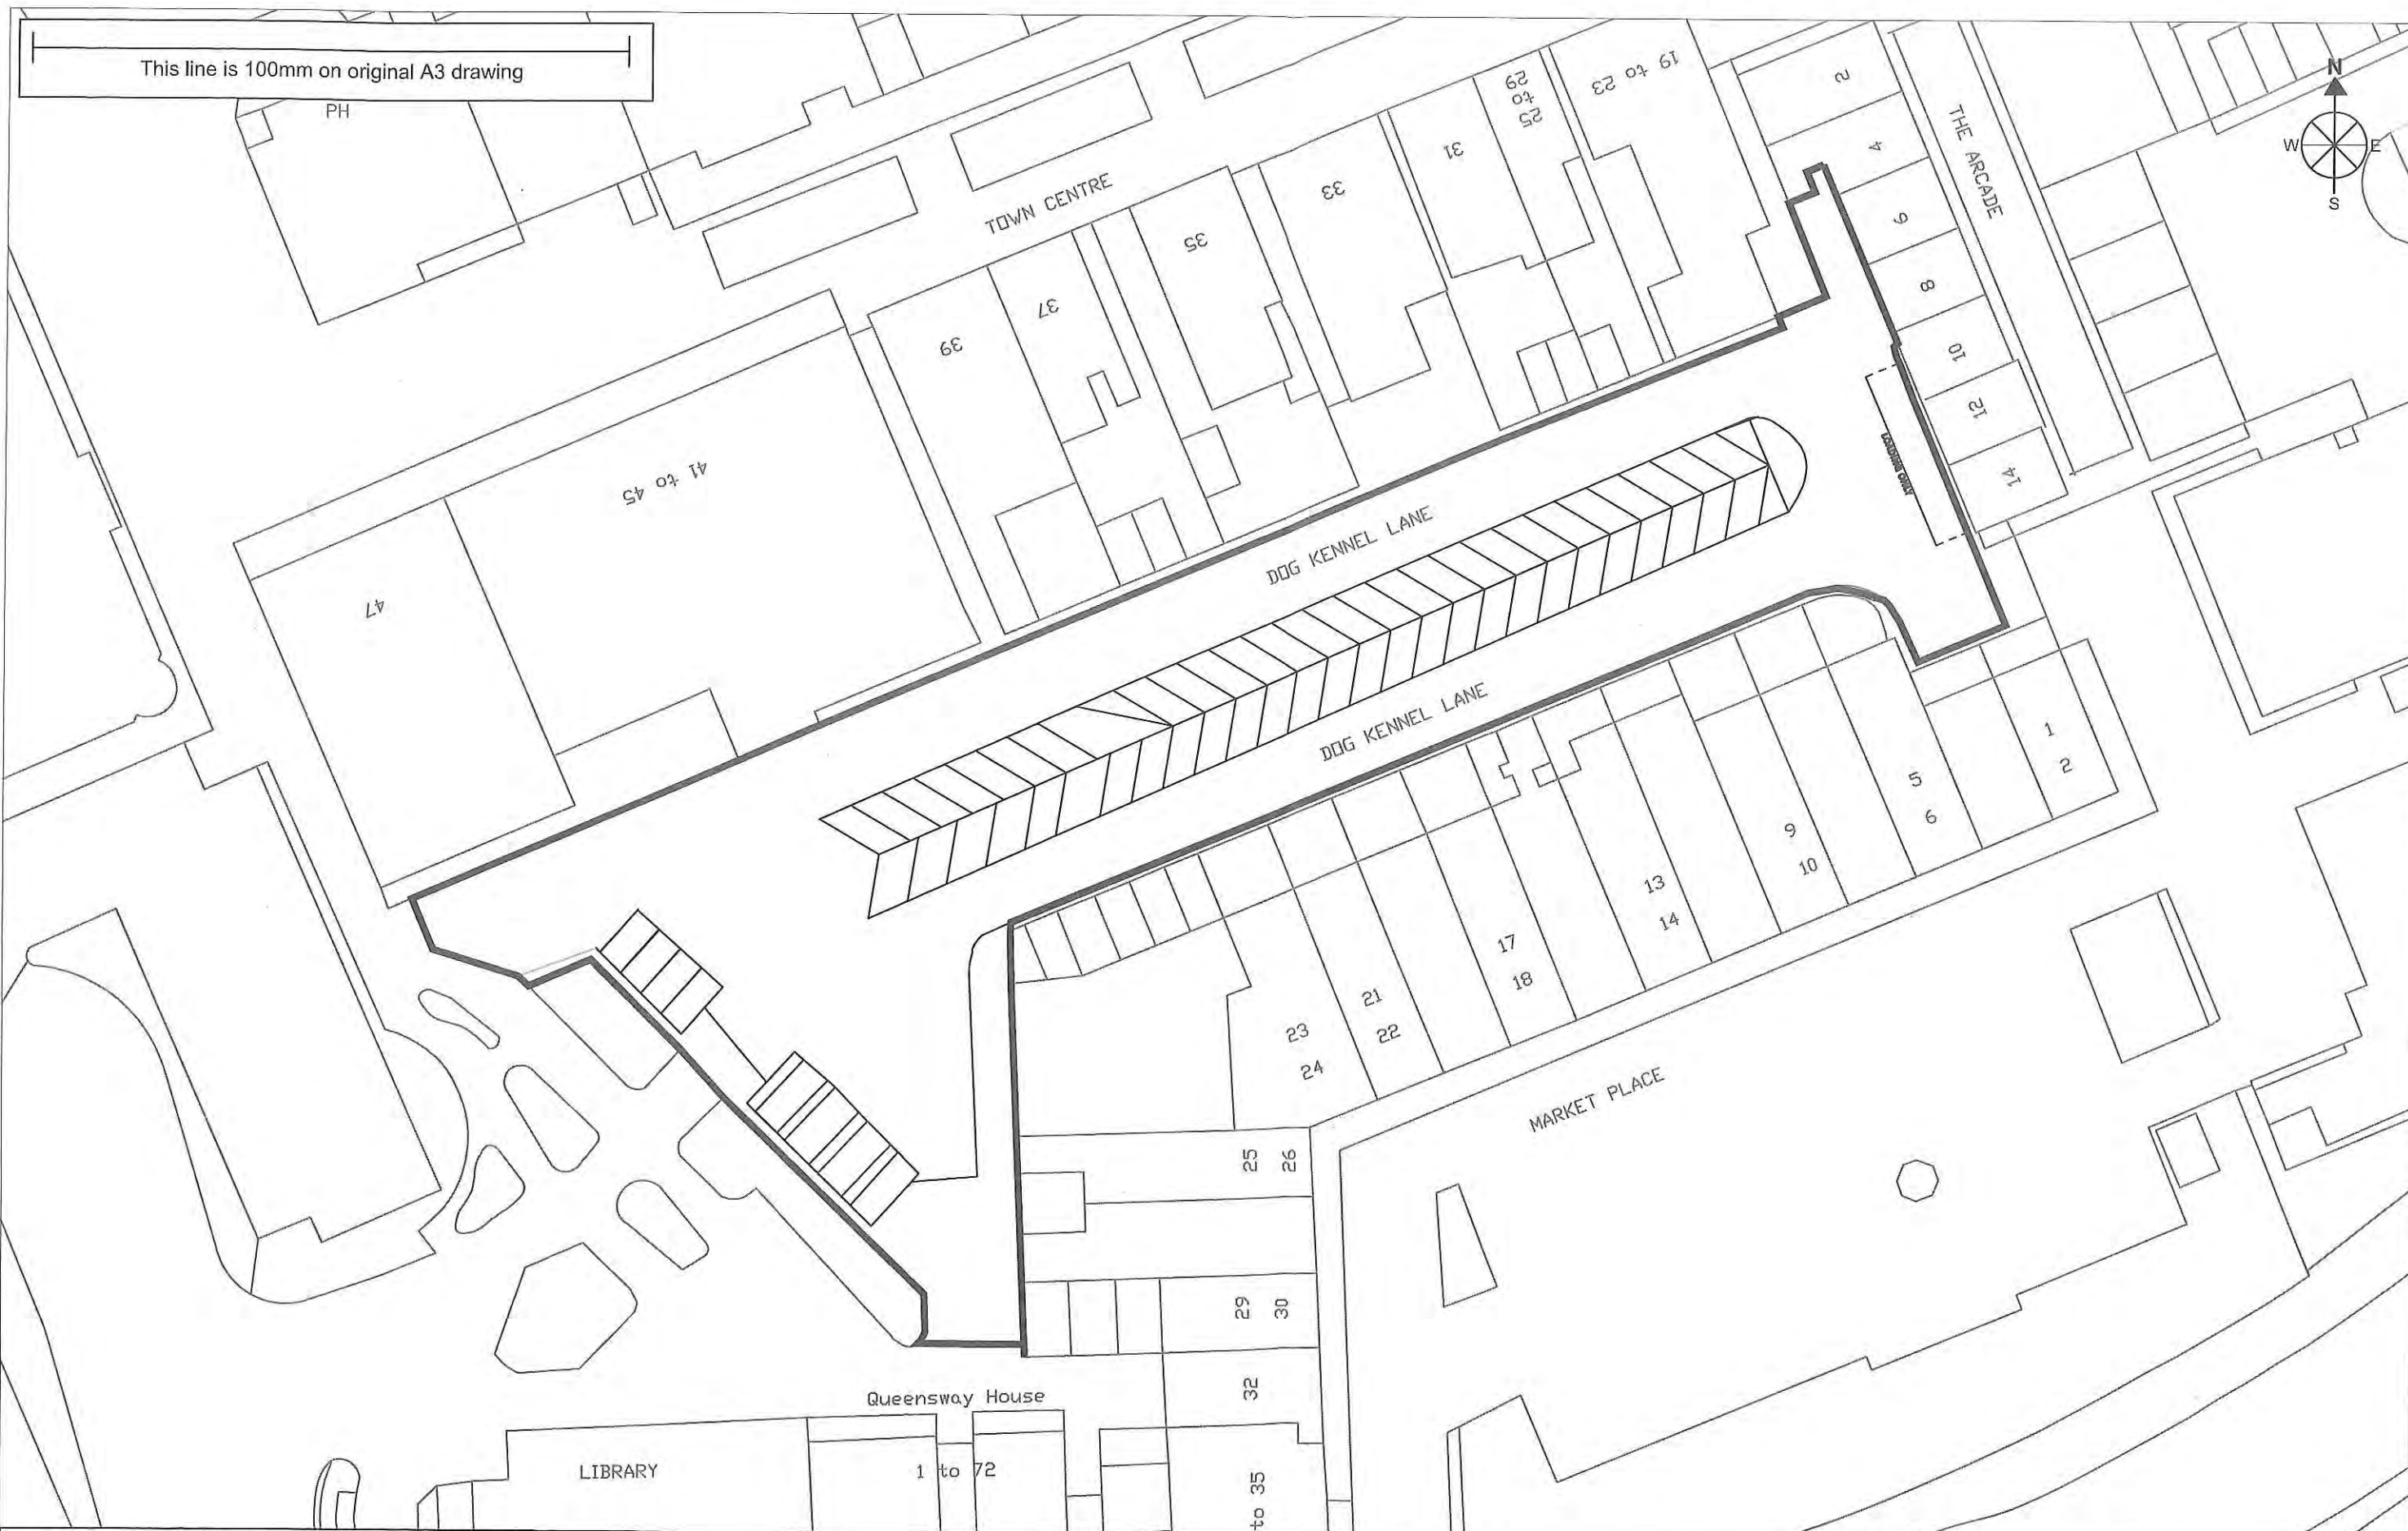 This line is 100mm on original A3 drawing
PH
N
W
E
S
TOWN CENTRE
THE ARCADE
19 to 23
25
to
29
31
33
35
37
39
41 to 45
47
2
4
6
8
10
12
14
LOADING ONLY
DOG KENNEL LANE
DOG KENNEL LANE
1
2
5
6
9
10
13
14
17
18
21
22
23
24
25
26
29
30
32
MARKET PLACE
Queensway House
LIBRARY
1 to 72
to 35